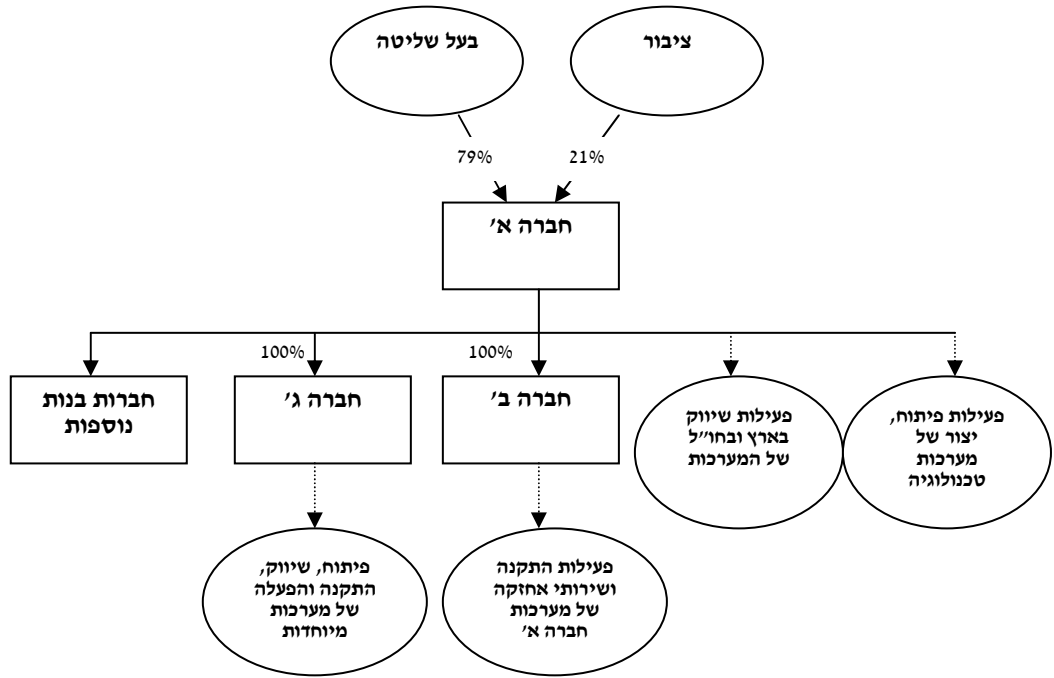 בעל שליטה
ציבור
79%
21%
חברה א'
100%
100%
חברות בנות
נוספות
חברה ג'
חברה ב'
פעילות שיווק
בארץ ובחו"ל
של המערכות
פעילות פיתוח,
יצור של
מערכות
טכנולוגיה
פיתוח, שיווק,
התקנה והפעלה
של מערכות
מיוחדות
פעילות התקנה
ושירותי אחזקה
של מערכות
חברה א'